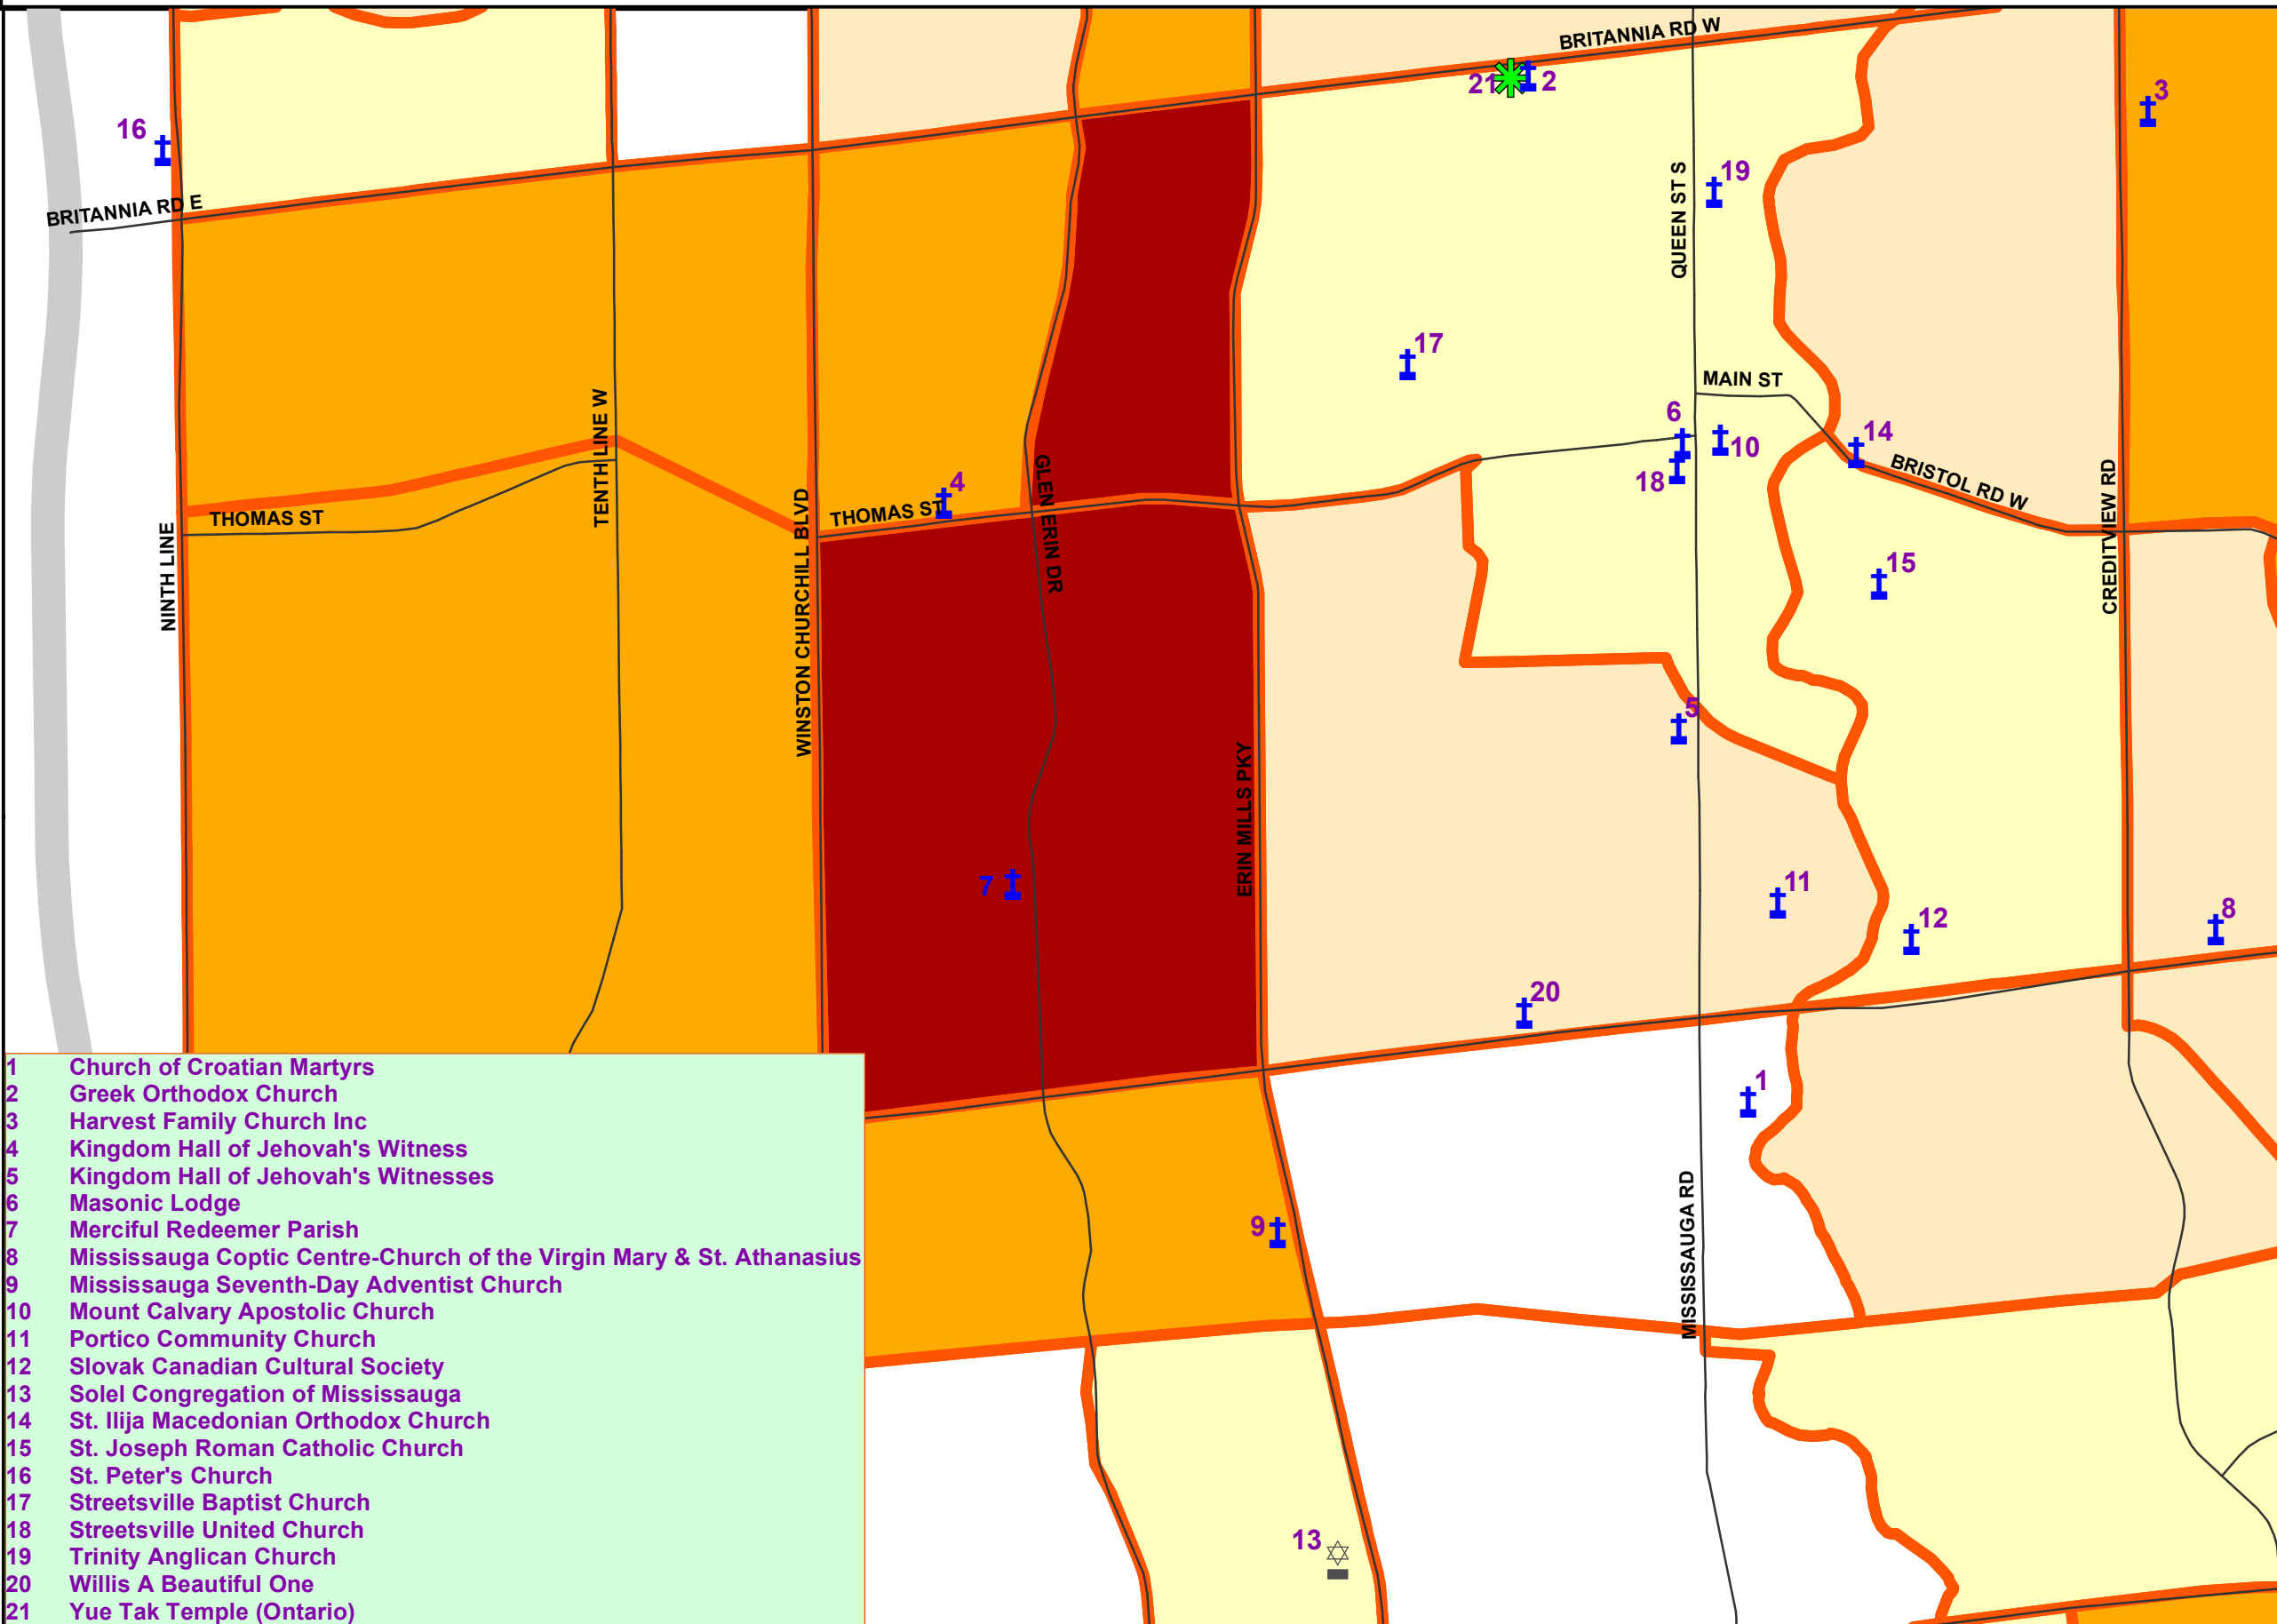 BRITANNIA RD W
21
2
3
16
19
BRITANNIA RD E
QUEEN ST S
17
MAIN ST
6
10
14
18
BRISTOL RD W
4
THOMAS ST
THOMAS ST
TENTH LINE W
GLEN ERIN DR
NINTH LINE
WINSTON CHURCHILL BLVD
CREDITVIEW RD
15
5
ERIN MILLS PKY
7
11
12
8
20
1
MISSISSAUGA RD
9
13
1 Church of Croatian Martyrs
2 Greek Orthodox Church
3 Harvest Family Church Inc
4 Kingdom Hall of Jehovah's Witness
5 Kingdom Hall of Jehovah's Witnesses
6 Masonic Lodge
7 Merciful Redeemer Parish
8 Mississauga Coptic Centre-Church of the Virgin Mary & St. Athanasius
9 Mississauga Seventh-Day Adventist Church
10 Mount Calvary Apostolic Church
11 Portico Community Church
12 Slovak Canadian Cultural Society
13 Solel Congregation of Mississauga
14 St. Ilija Macedonian Orthodox Church
15 St. Joseph Roman Catholic Church
16 St. Peter's Church
17 Streetsville Baptist Church
18 Streetsville United Church
19 Trinity Anglican Church
20 Willis A Beautiful One
21 Yue Tak Temple (Ontario)